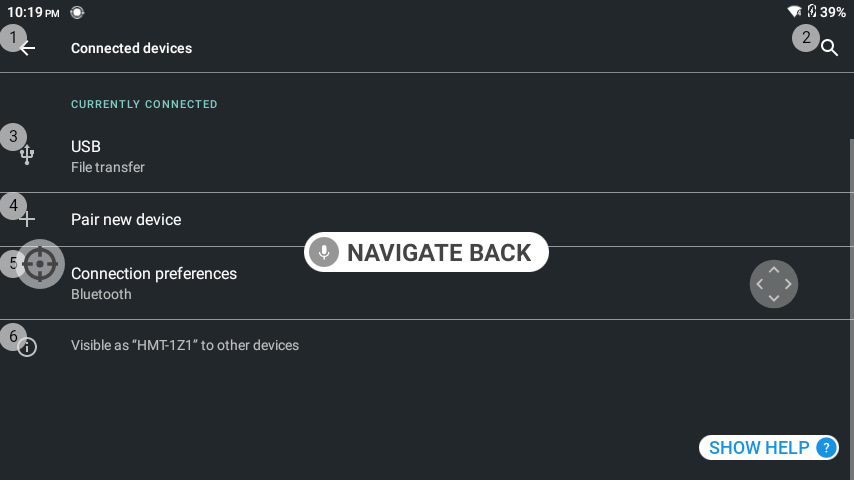 10:19 PM 39%
1 Connected devices 2
CURRENTLY CONNECTED
3 USB
File transfer
4 Pair new device
NAVIGATE BACK
5 Connection preferences
Bluetooth
6 Visible as “HMT-1Z1” to other devices
SHOW HELP ?